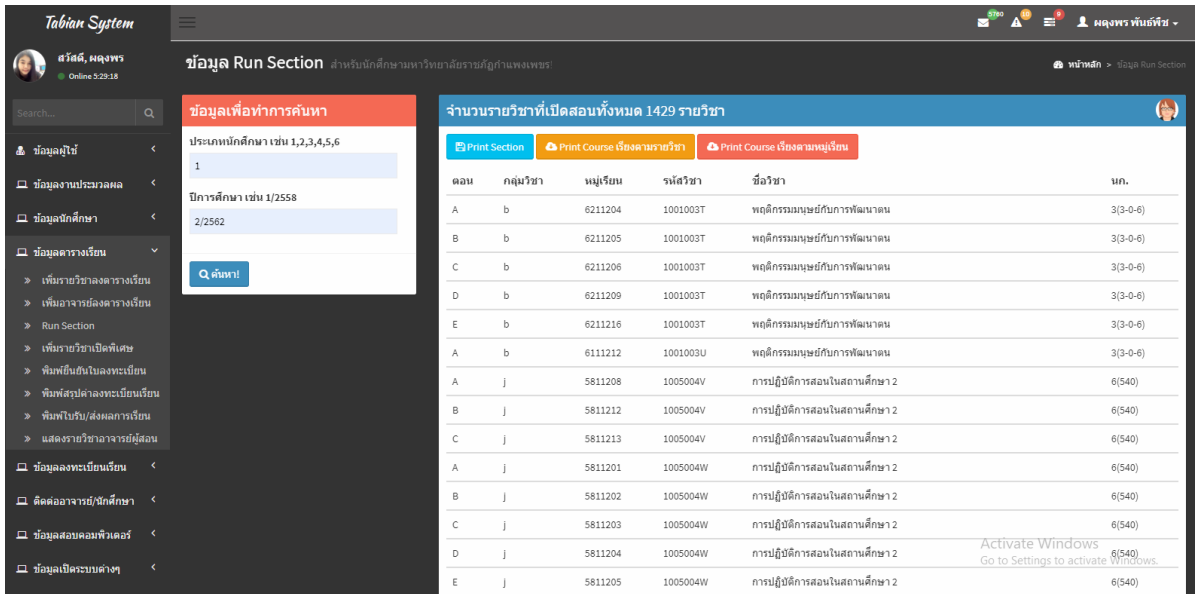 Tabian System
5760
10
9
ผดุงพร พันธ์พืช
สวัสดี, ผดุงพร
Online 5:29:18
Search...
ข้อมูลผู้ใช้
ข้อมูลงานประมวลผล
ข้อมูลนักศึกษา
ข้อมูลตารางเรียน
เพิ่มรายวิชาลงตารางเรียน
เพิ่มอาจารย์ลงตารางเรียน
Run Section
เพิ่มรายวิชาเปิดพิเศษ
พิมพ์ยืนยันใบลงทะเบียน
พิมพ์สรุปค่าลงทะเบียนเรียน
พิมพ์ใบรับ/ส่งผลการเรียน
แสดงรายวิชาอาจารย์ผู้สอน
ข้อมูลลงทะเบียนเรียน
ติดต่ออาจารย์/นักศึกษา
ข้อมูลสอบคอมพิวเตอร์
ข้อมูลเปิดระบบต่างๆ
ข้อมูล Run Section สำหรับนักศึกษามหาวิทยาลัยราชภัฏกำแพงเพชร!
หน้าหลัก > ข้อมูล Run Section
ข้อมูลเพื่อทำการค้นหา
ประเภทนักศึกษา เช่น 1,2,3,4,5,6
1
ปีการศึกษา เช่น 1/2558
2/2562
ค้นหา!
จำนวนรายวิชาที่เปิดสอนทั้งหมด 1429 รายวิชา
Print Section Print Course เรียงตามรายวิชา Print Course เรียงตามหมู่เรียน
ตอน กลุ่มวิชา หมู่เรียน รหัสวิชา ชื่อวิชา นก.
A b 6211204 1001003T พฤติกรรมมนุษย์กับการพัฒนาตน 3(3-0-6)
B b 6211205 1001003T พฤติกรรมมนุษย์กับการพัฒนาตน 3(3-0-6)
C b 6211206 1001003T พฤติกรรมมนุษย์กับการพัฒนาตน 3(3-0-6)
D b 6211209 1001003T พฤติกรรมมนุษย์กับการพัฒนาตน 3(3-0-6)
E b 6211216 1001003T พฤติกรรมมนุษย์กับการพัฒนาตน 3(3-0-6)
A b 6111212 1001003U พฤติกรรมมนุษย์กับการพัฒนาตน 3(3-0-6)
A j 5811208 1005004V การปฏิบัติการสอนในสถานศึกษา 2 6(540)
B j 5811212 1005004V การปฏิบัติการสอนในสถานศึกษา 2 6(540)
C j 5811213 1005004V การปฏิบัติการสอนในสถานศึกษา 2 6(540)
A j 5811201 1005004W การปฏิบัติการสอนในสถานศึกษา 2 6(540)
B j 5811202 1005004W การปฏิบัติการสอนในสถานศึกษา 2 6(540)
C j 5811203 1005004W การปฏิบัติการสอนในสถานศึกษา 2 6(540)
D j 5811204 1005004W การปฏิบัติการสอนในสถานศึกษา 2 6(540)
E j 5811205 1005004W การปฏิบัติการสอนในสถานศึกษา 2 6(540)
Activate Windows
Go to Settings to activate Windows.